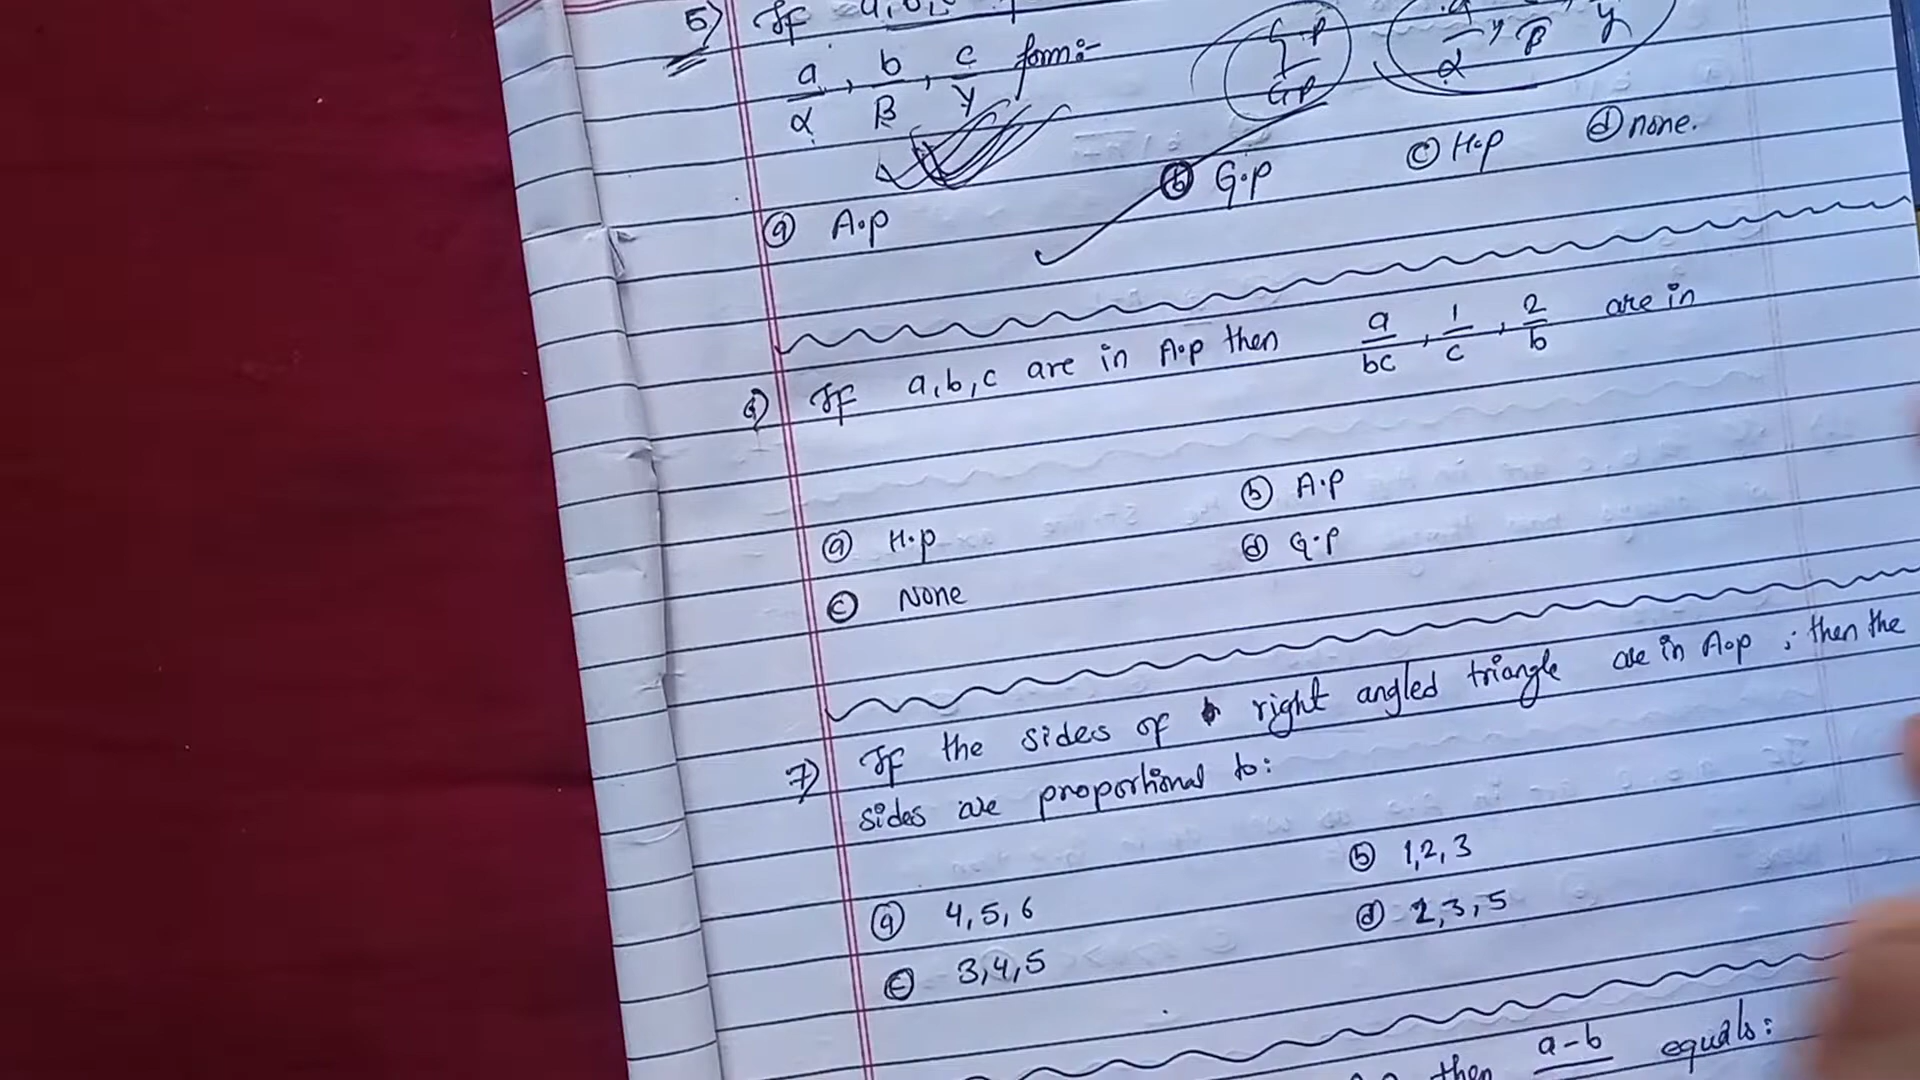 5) If a, b,
a/α , b/β , c/γ form:-
G.P/GP
a/α , /β , /γ
(a) A.P (b) G.P (c) H.P (d) none.
6) If a, b, c are in A.P then a/bc , 1/c , 2/b are in
(a) H.P (b) A.P
(c) None (d) G.P
7) If the sides of right angled triangle are in A.P ; then the
sides are proportional to:
(a) 4, 5, 6 (b) 1, 2, 3
(c) 3, 4, 5 (d) 2, 3, 5
then a-b equals: